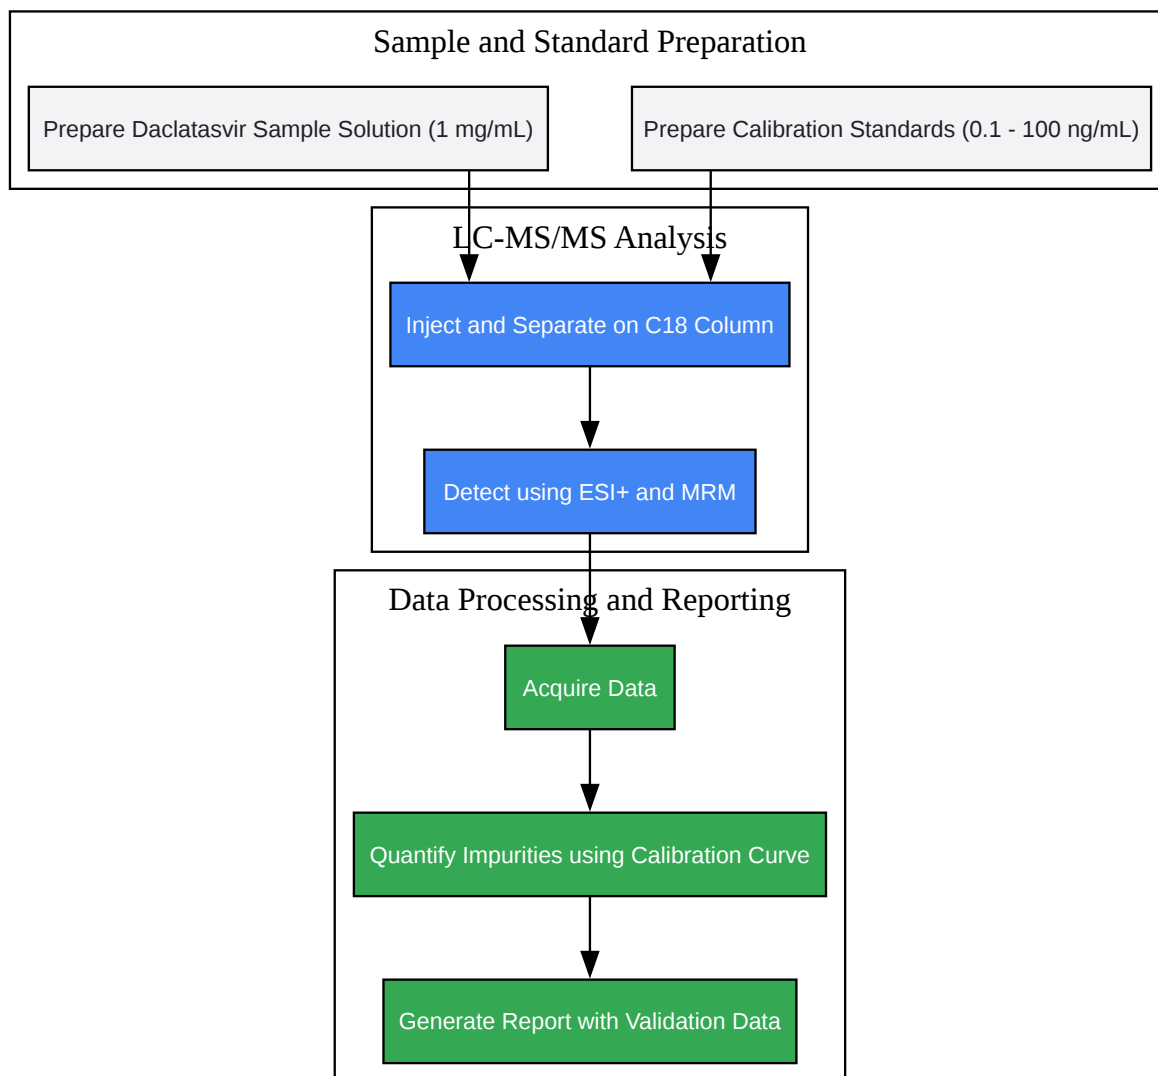 Sample and Standard Preparation
Prepare Daclatasvir Sample Solution (1 mg/mL)
Prepare Calibration Standards (0.1 - 100 ng/mL)
LC-MS/MS Analysis
Inject and Separate on C18 Column
Detect using ESI+ and MRM
Data Processing and Reporting
Acquire Data
Quantify Impurities using Calibration Curve
Generate Report with Validation Data